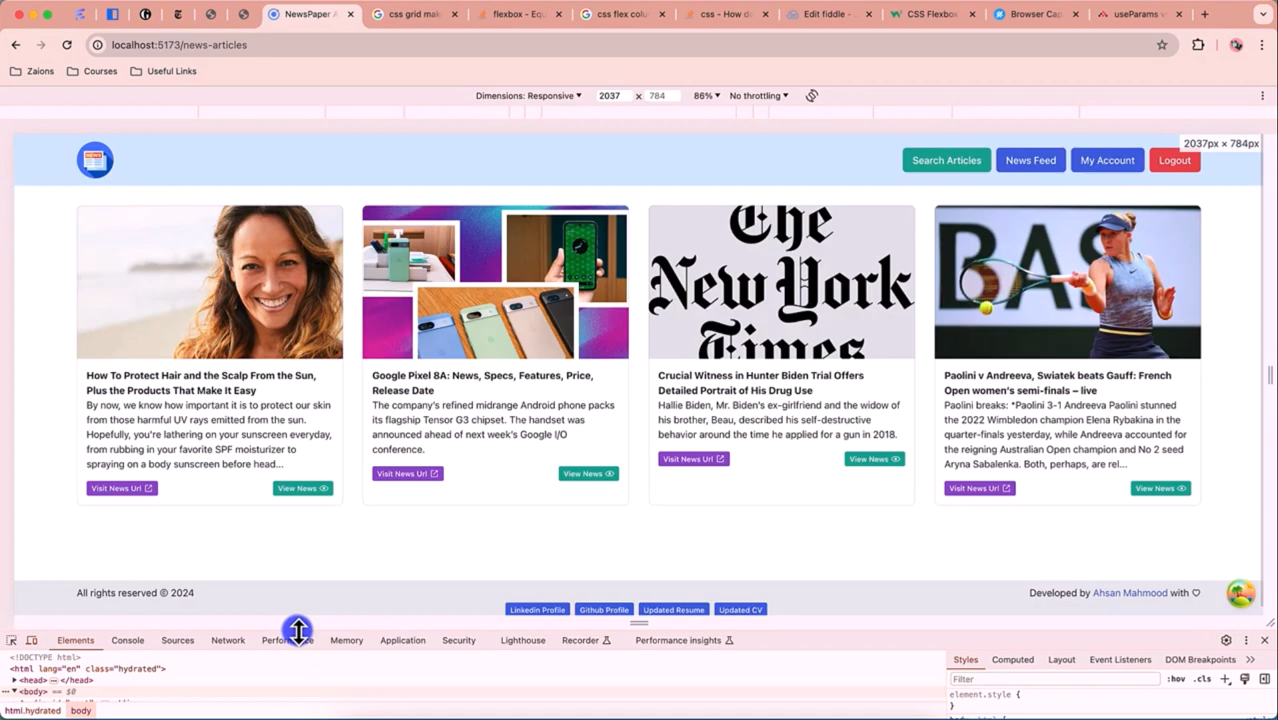 NewsPaper A
css grid mak
flexbox - Equ
css flex colu
css - How do
Edit fiddle -
CSS Flexbox
Browser Cap
useParams v
localhost:5173/news-articles
Zaions
Courses
Useful Links
Dimensions: Responsive 2037 × 784 86% No throttling
2037px × 784px
NEWS
Search Articles
News Feed
My Account
Logout
The
New York
Times
BAS
How To Protect Hair and the Scalp From the Sun,
Plus the Products That Make It Easy
By now, we know how important it is to protect our skin
from those harmful UV rays emitted from the sun.
Hopefully, you're lathering on your sunscreen everyday,
from rubbing in your favorite SPF moisturizer to
spraying on a body sunscreen before head...
Visit News Url
View News
Google Pixel 8A: News, Specs, Features, Price,
Release Date
The company's refined midrange Android phone packs
its flagship Tensor G3 chipset. The handset was
announced ahead of next week's Google I/O
conference.
Visit News Url
View News
Crucial Witness in Hunter Biden Trial Offers
Detailed Portrait of His Drug Use
Hallie Biden, Mr. Biden's ex-girlfriend and the widow of
his brother, Beau, described his self-destructive
behavior around the time he applied for a gun in 2018.
Visit News Url
View News
Paolini v Andreeva, Swiatek beats Gauff: French
Open women's semi-finals – live
Paolini breaks: *Paolini 3-1 Andreeva Paolini stunned
the 2022 Wimbledon champion Elena Rybakina in the
quarter-finals yesterday, while Andreeva accounted for
the reigning Australian Open champion and No 2 seed
Aryna Sabalenka. Both, perhaps, are rel...
Visit News Url
View News
All rights reserved © 2024
Developed by Ahsan Mahmood with ♡
Linkedin Profile
Github Profile
Updated Resume
Updated CV
Elements
Console
Sources
Network
Memory
Application
Security
Lighthouse
Recorder
Performance insights
<!DOCTYPE html>
<html lang="en" class="hydrated">
<head> … </head>
<body> == $0
html.hydrated
body
Styles
Computed
Layout
Event Listeners
DOM Breakpoints
Filter
:hov
.cls
element.style {
}